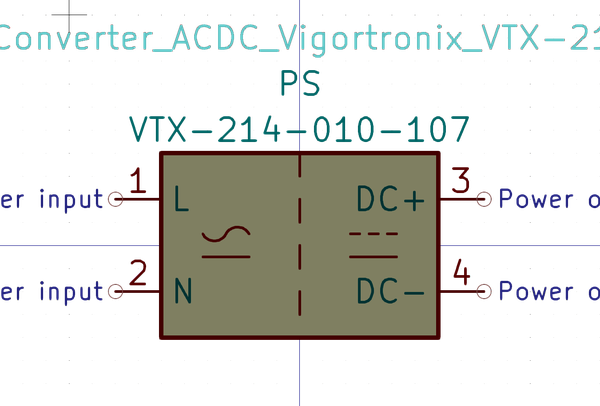 Converter_ACDC_Vigortronix_VTX-21
PS
VTX-214-010-107
er input 1 L DC+ 3 Power o
er input 2 N DC- 4 Power o